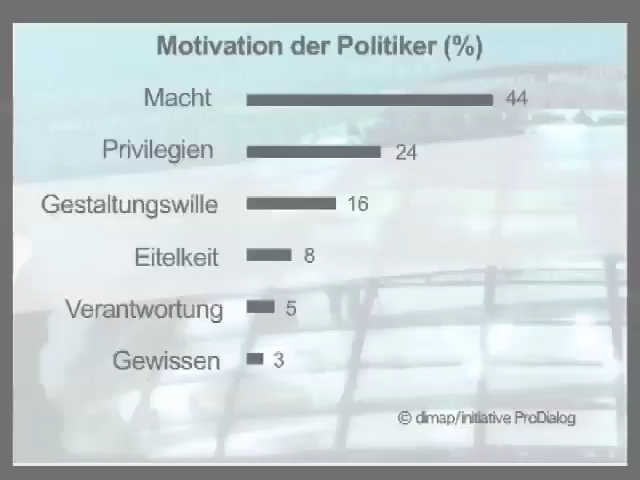 Motivation der Politiker (%)
Macht 44
Privilegien 24
Gestaltungswille 16
Eitelkeit 8
Verantwortung 5
Gewissen 3
© dimap/initiative ProDialog